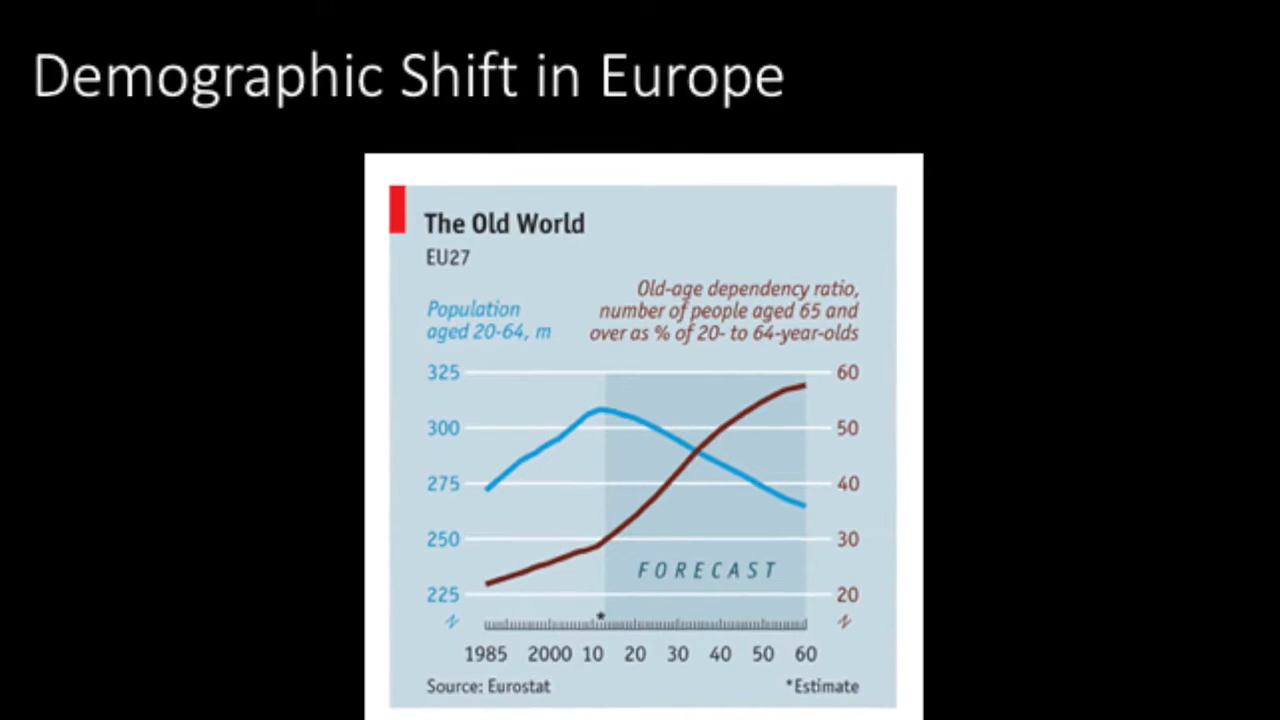 Demographic Shift in Europe
The Old World
EU27
Population
aged 20-64, m
Old-age dependency ratio,
number of people aged 65 and
over as % of 20- to 64-year-olds
325
300
275
250
225
60
50
40
30
20
FORECAST
*
1985 2000 10 20 30 40 50 60
Source: Eurostat
*Estimate